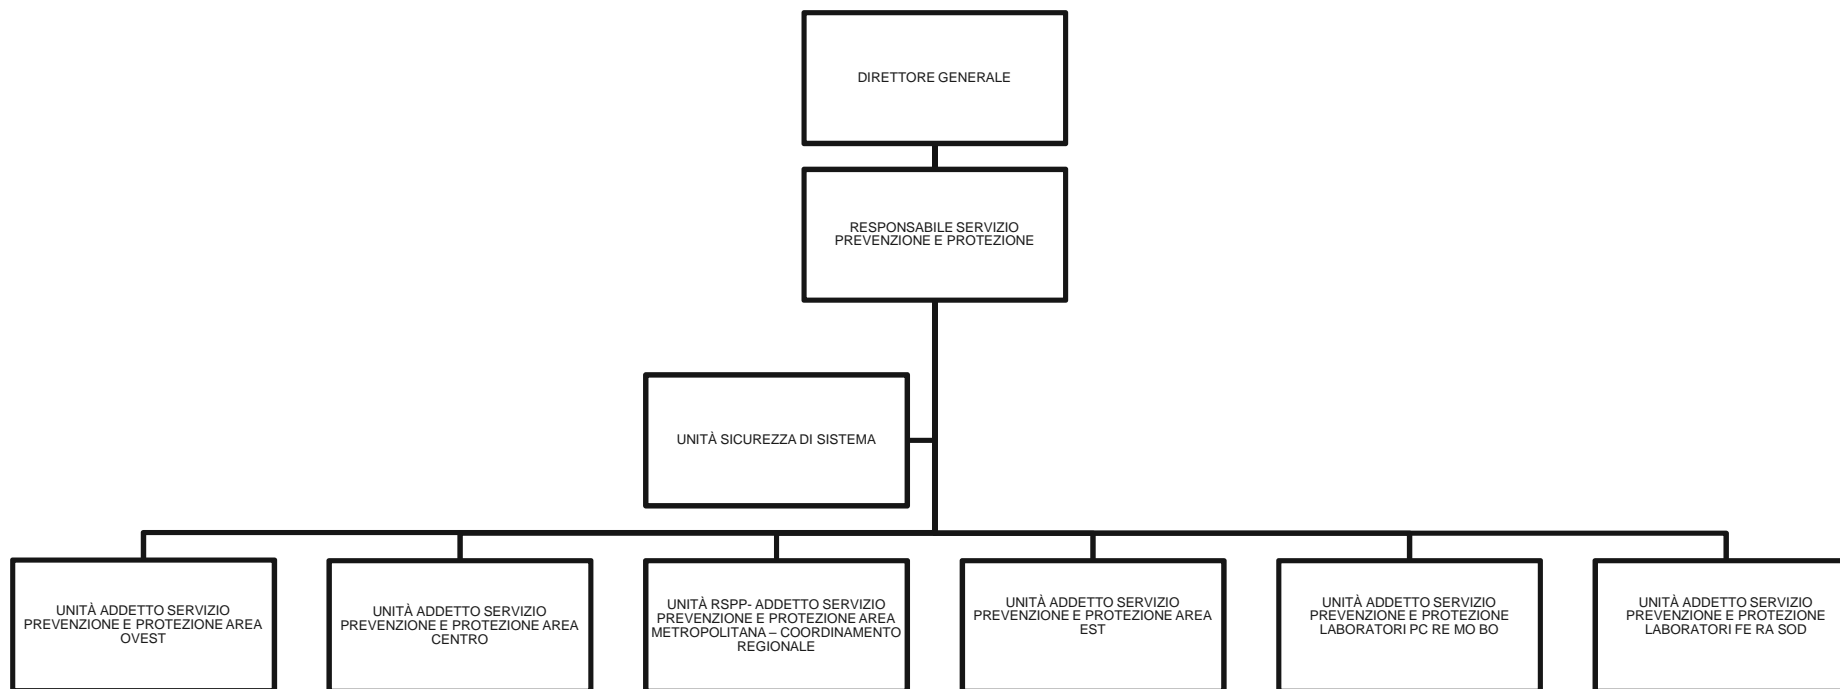 DIRETTORE GENERALE
RESPONSABILE SERVIZIO
PREVENZIONE E PROTEZIONE
UNITÀ SICUREZZA DI SISTEMA
UNITÀ ADDETTO SERVIZIO
PREVENZIONE E PROTEZIONE AREA
OVEST
UNITÀ ADDETTO SERVIZIO
PREVENZIONE E PROTEZIONE AREA
CENTRO
UNITÀ RSPP- ADDETTO SERVIZIO
PREVENZIONE E PROTEZIONE AREA
METROPOLITANA – COORDINAMENTO
REGIONALE
UNITÀ ADDETTO SERVIZIO
PREVENZIONE E PROTEZIONE AREA
EST
UNITÀ ADDETTO SERVIZIO
PREVENZIONE E PROTEZIONE
LABORATORI PC RE MO BO
UNITÀ ADDETTO SERVIZIO
PREVENZIONE E PROTEZIONE
LABORATORI FE RA SOD